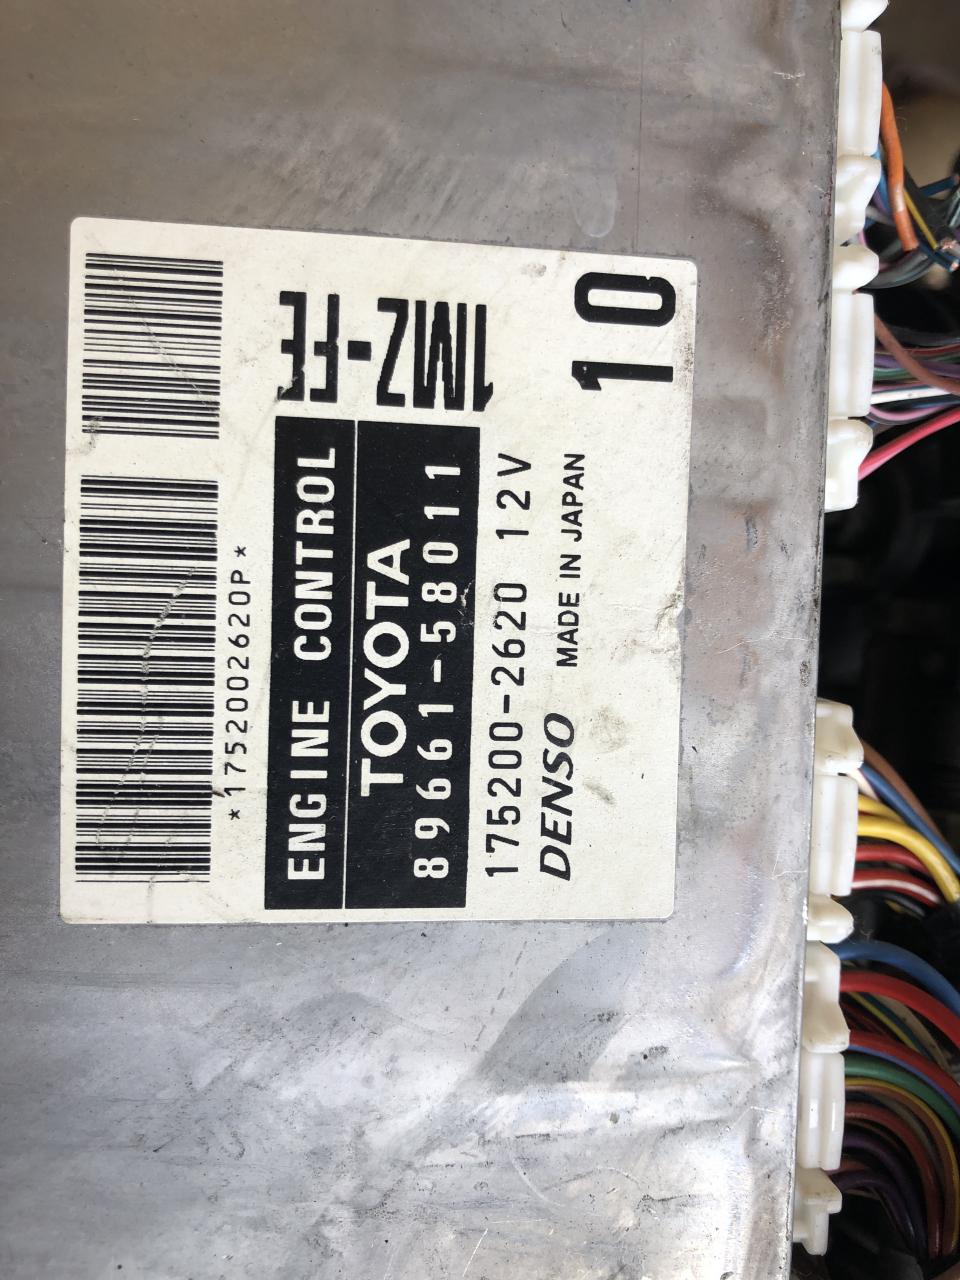 *1752002620P*
ENGINE CONTROL
1MZ-FE
TOYOTA
89661-58011
175200-2620 12V
DENSO MADE IN JAPAN
10